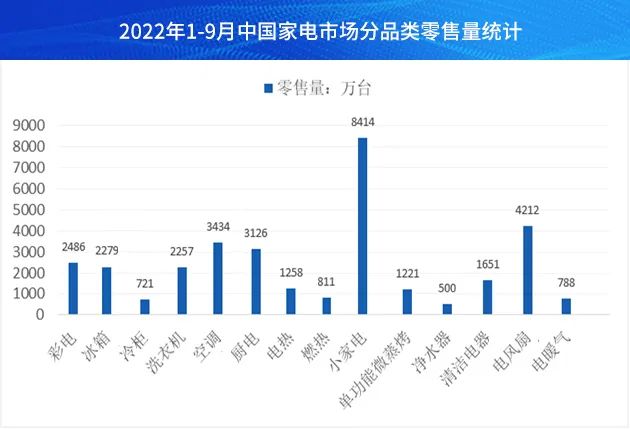 2022年1-9月中国家电市场分品类零售量统计
零售量：万台
9000
8000
7000
6000
5000
4000
3000
2000
1000
0
2486
2279
721
2257
3434
3126
1258
811
8414
1221
500
1651
4212
788
彩电
冰箱
冷柜
洗衣机
空调
厨电
电热
燃热
小家电
单功能微蒸烤
净水器
清洁电器
电风扇
电暖气